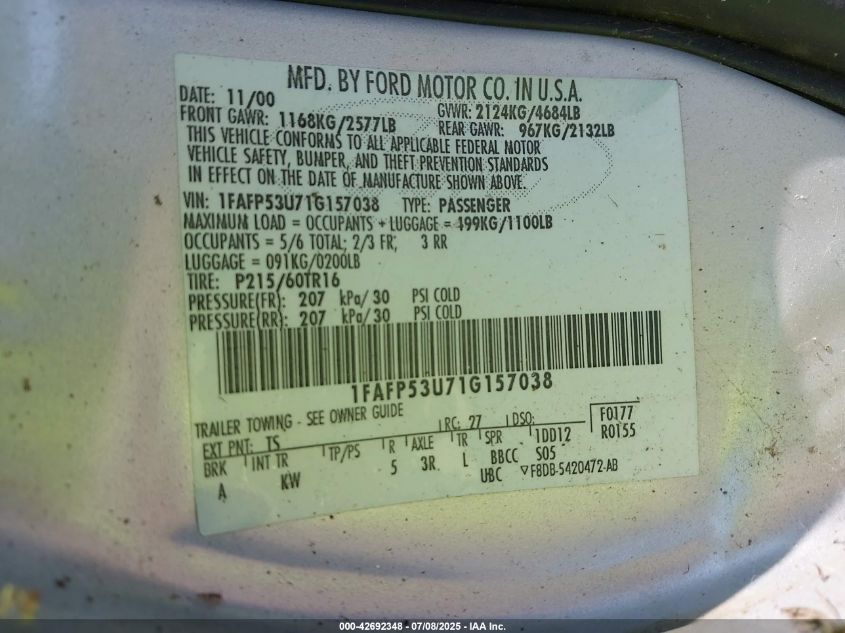 MFD. BY FORD MOTOR CO. IN U.S.A.
DATE: 11/00 GVWR: 2124KG/4684LB
FRONT GAWR: 1168KG/2577LB REAR GAWR: 967KG/2132LB
THIS VEHICLE CONFORMS TO ALL APPLICABLE FEDERAL MOTOR
VEHICLE SAFETY, BUMPER, AND THEFT PREVENTION STANDARDS
IN EFFECT ON THE DATE OF MANUFACTURE SHOWN ABOVE.
VIN: 1FAFP53U71G157038 TYPE: PASSENGER
MAXIMUM LOAD = OCCUPANTS + LUGGAGE = 499KG/1100LB
OCCUPANTS = 5/6 TOTAL; 2/3 FR; 3 RR
LUGGAGE = 091KG/0200LB
TIRE: P215/60TR16
PRESSURE(FR): 207 kPa/ 30 PSI COLD
PRESSURE(RR): 207 kPa/ 30 PSI COLD
1FAFP53U71G157038
TRAILER TOWING - SEE OWNER GUIDE
EXT PNT: TS RC: 27 DSO: F0177
R0155
BRK INT TR TP/PS R AXLE TR SPR 1DD12
A KW 5 3R L BBCC S05
UBC F8DB-5420472-AB
000-42692348 - 07/08/2025 - IAA Inc.